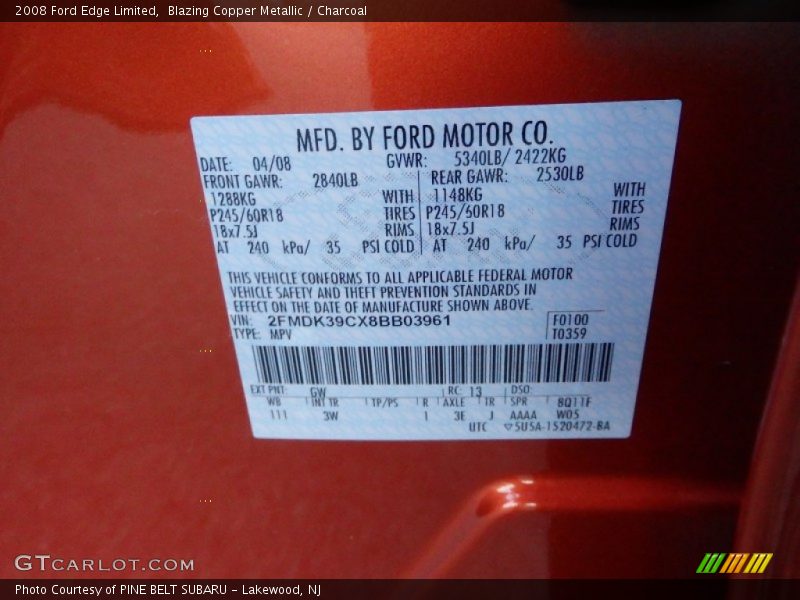 2008 Ford Edge Limited,  Blazing Copper Metallic / Charcoal
MFD. BY FORD MOTOR CO.
DATE: 04/08 GVWR: 5340LB/ 2422KG
FRONT GAWR: 2840LB REAR GAWR: 2530LB
1288KG WITH 1148KG WITH
P245/60R18 TIRES P245/60R18 TIRES
18x7.5J RIMS 18x7.5J RIMS
AT 240 kPa/ 35 PSI COLD AT 240 kPa/ 35 PSI COLD
THIS VEHICLE CONFORMS TO ALL APPLICABLE FEDERAL MOTOR
VEHICLE SAFETY AND THEFT PREVENTION STANDARDS IN
EFFECT ON THE DATE OF MANUFACTURE SHOWN ABOVE.
VIN: 2FMDK39CX8BB03961 F0100
TYPE: MPV T0359
EXT PNT: GW RC: 13 DSO:
WB INT TR TP/PS R AXLE TR SPR 8Q11F
111 3W I 3E J AAAA W05
UTC ▽5U5A-1520472-BA
GTCARLOT.COM
Photo Courtesy of PINE BELT SUBARU - Lakewood, NJ